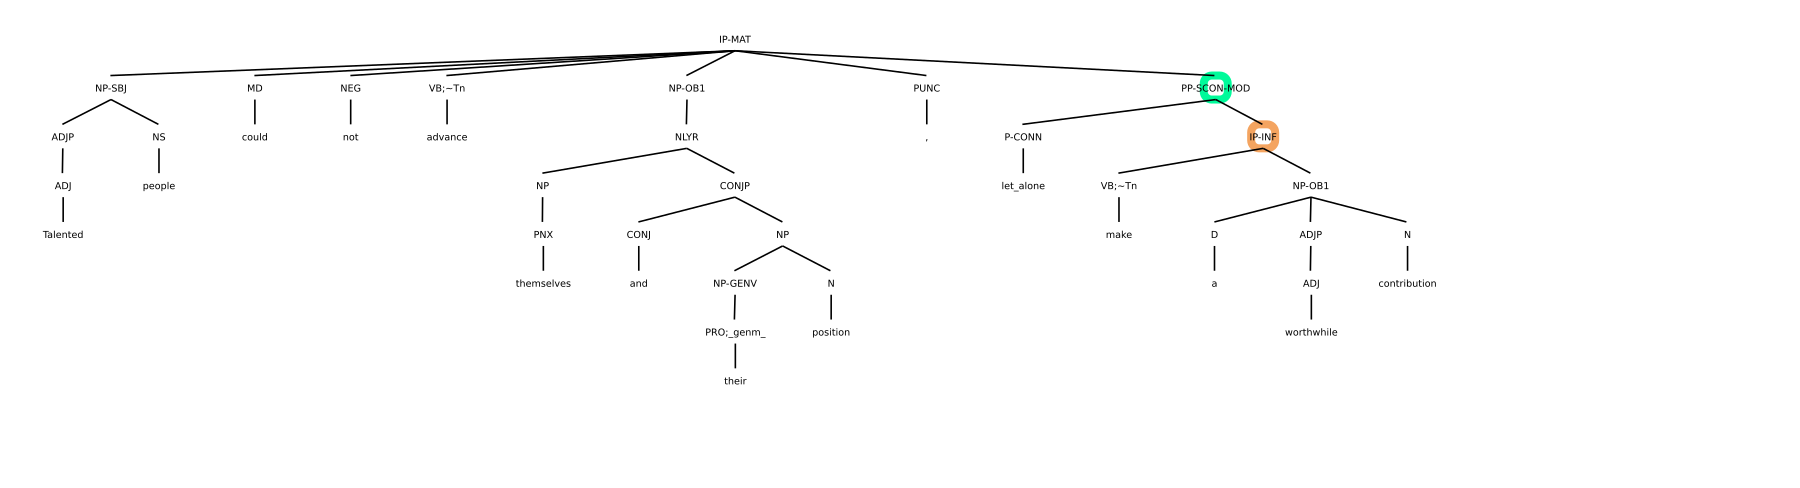 IP-MAT
NP-SBJ MD NEG VB;~Tn NP-OB1 PUNC PP-SCON-MOD
ADJP NS could not advance NLYR , P-CONN IP-INF
ADJ people NP CONJP let_alone VB;~Tn NP-OB1
Talented PNX CONJ NP make D ADJP N
themselves and NP-GENV N a ADJ contribution
PRO;_genm_ position worthwhile
their